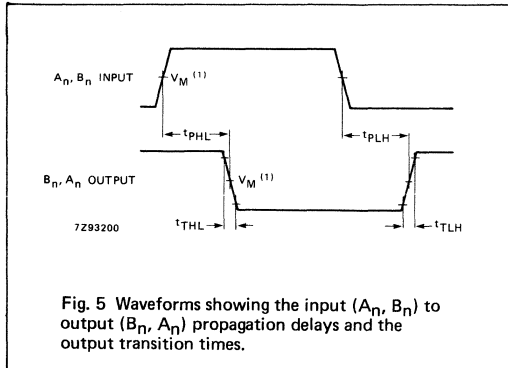 An, Bn INPUT
VM (1)
tPHL
tPLH
Bn, An OUTPUT
VM (1)
7Z93200
tTHL
tTLH
Fig. 5 Waveforms showing the input (An, Bn) to
output (Bn, An) propagation delays and the
output transition times.